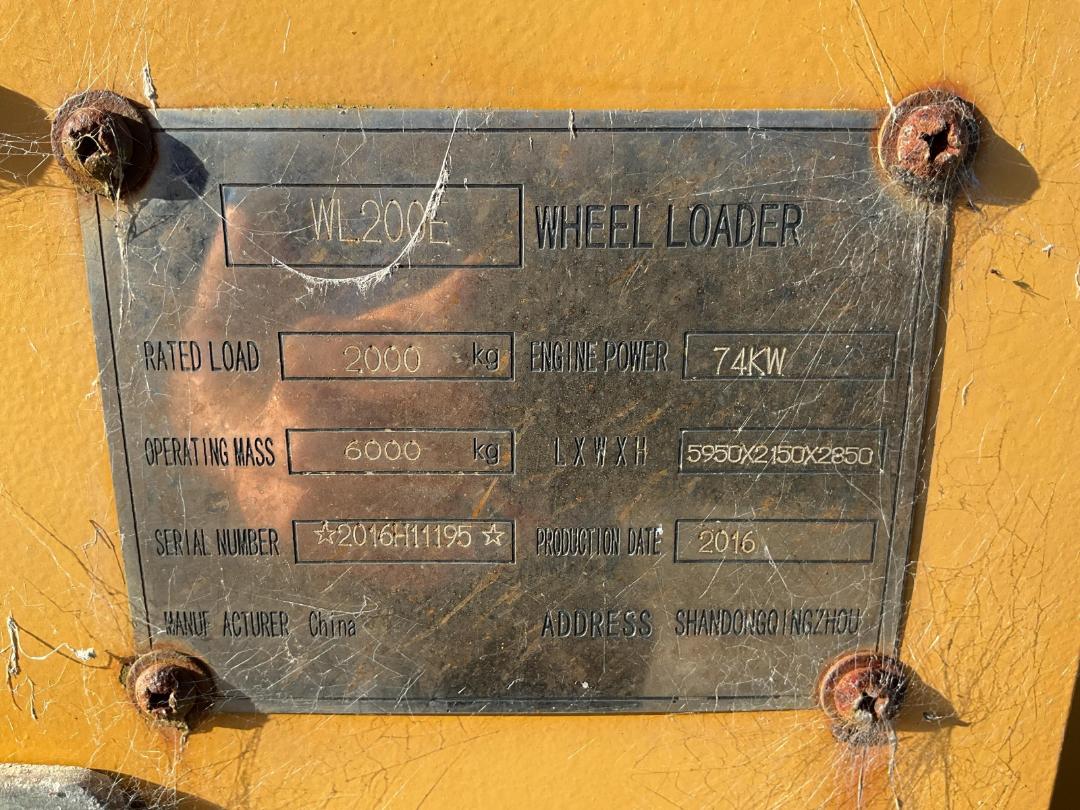 WL200E WHEEL LOADER
RATED LOAD 2000 kg ENGINE POWER 74KW
OPERATING MASS 6000 kg LXWXH 5950X2150X2850
SERIAL NUMBER ☆2016H11195☆ PRODUCTION DATE 2016
MANUF ACTURER China ADDRESS SHANDONGQINGZHOU